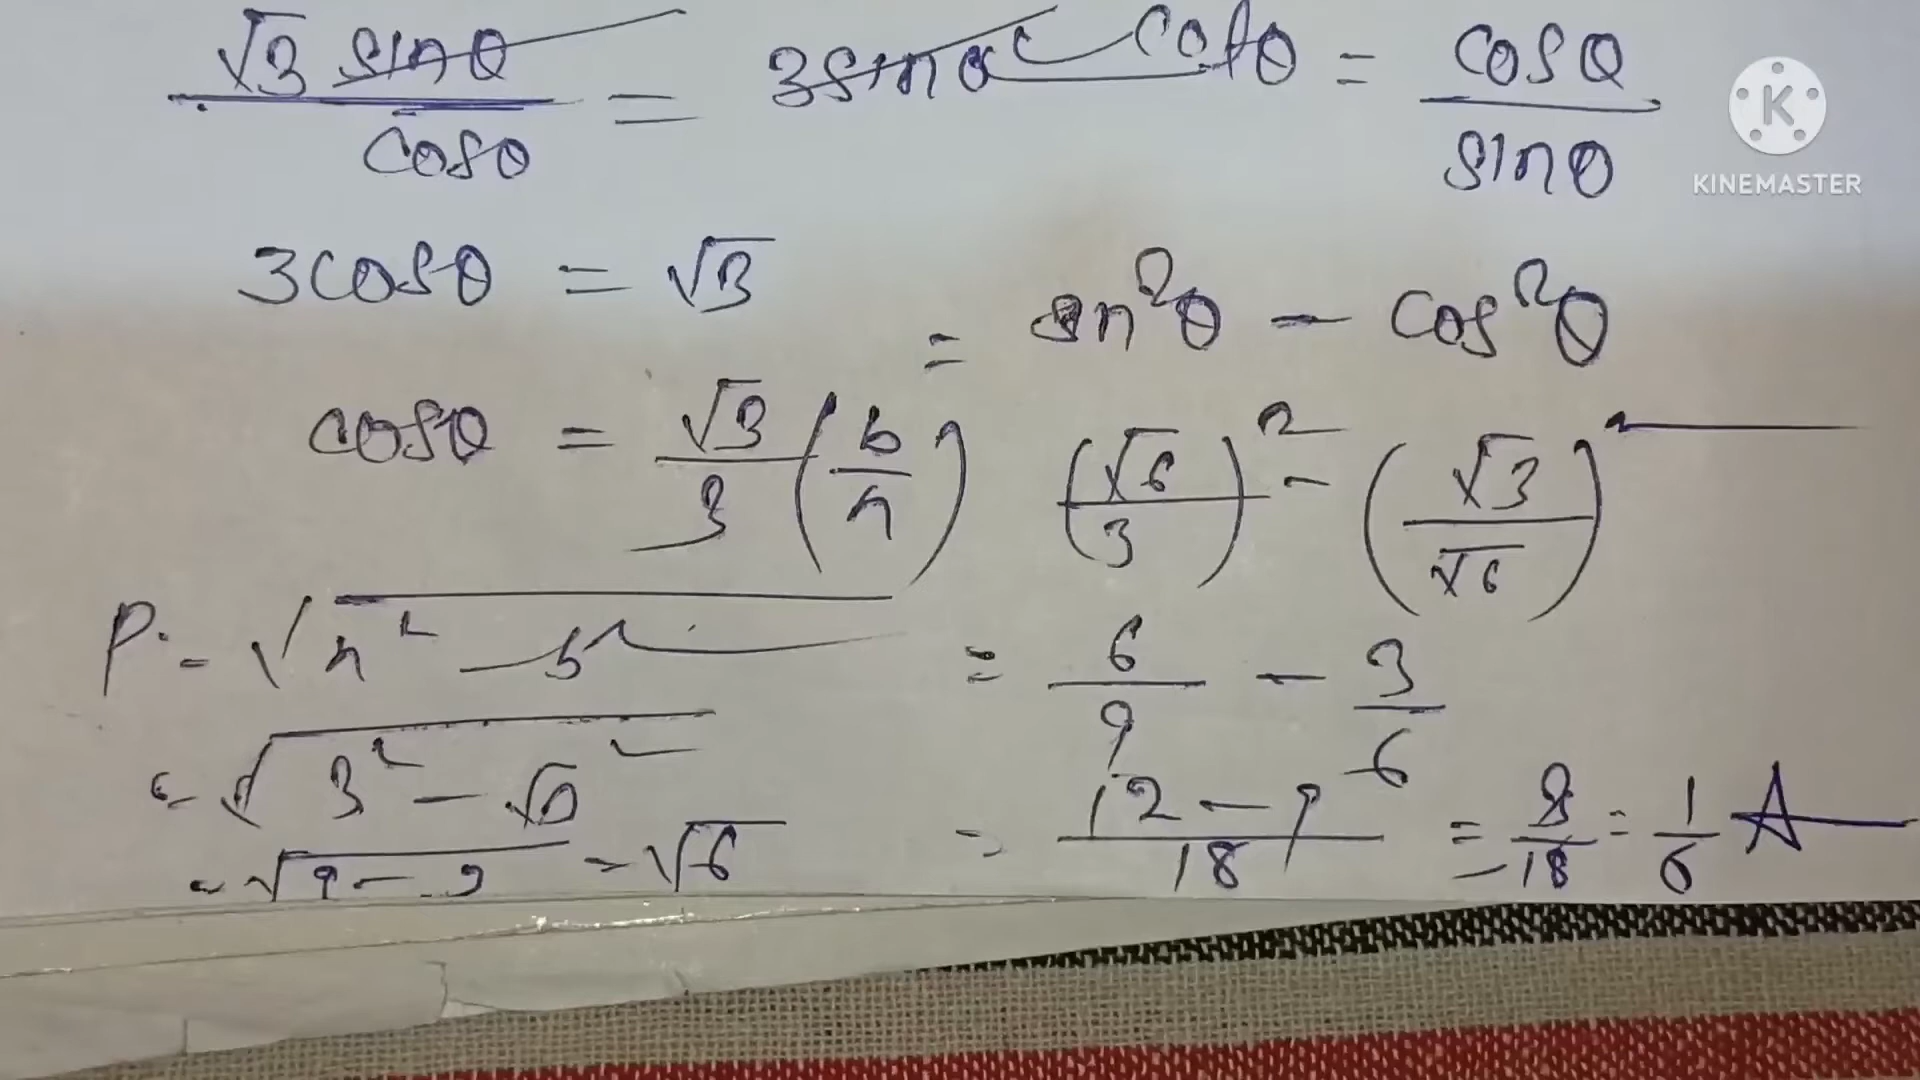 √3 sinθ / cosθ = 3sinθ
cotθ = cosθ / sinθ
KINEMASTER
3cosθ = √3
= sin²θ - cos²θ
cosθ = √3/3 (b/h)
(√6/3)² - (√3/√6)²
P = √h² - b²
= 6/9 - 3/6
= √3² - √3²
= 12 - 9 / 18 = 3/18 = 1/6 A
= √9 - 3 = √6